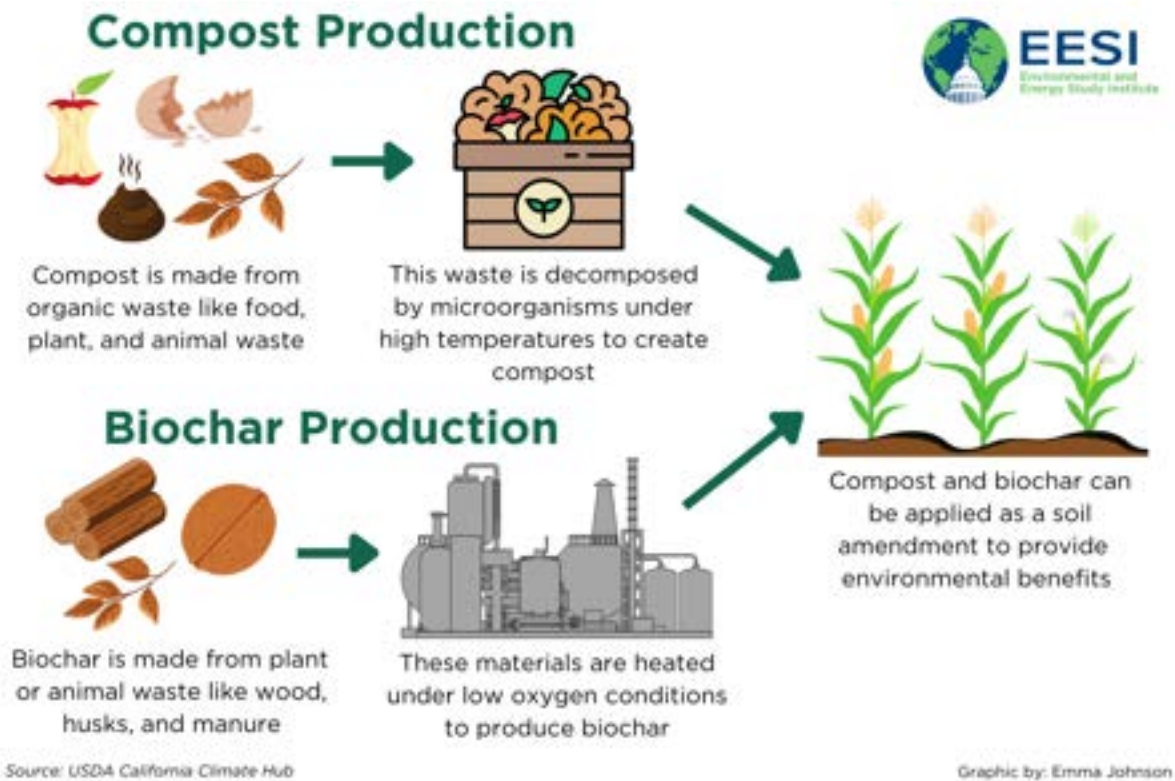 Compost Production
EESI
Environmental and
Energy Study Institute
Compost is made from
organic waste like food,
plant, and animal waste
This waste is decomposed
by microorganisms under
high temperatures to create
compost
Biochar Production
Compost and biochar can
be applied as a soil
amendment to provide
environmental benefits
Biochar is made from plant
or animal waste like wood,
husks, and manure
These materials are heated
under low oxygen conditions
to produce biochar
Source: USDA California Climate Hub
Graphic by: Emma Johnson